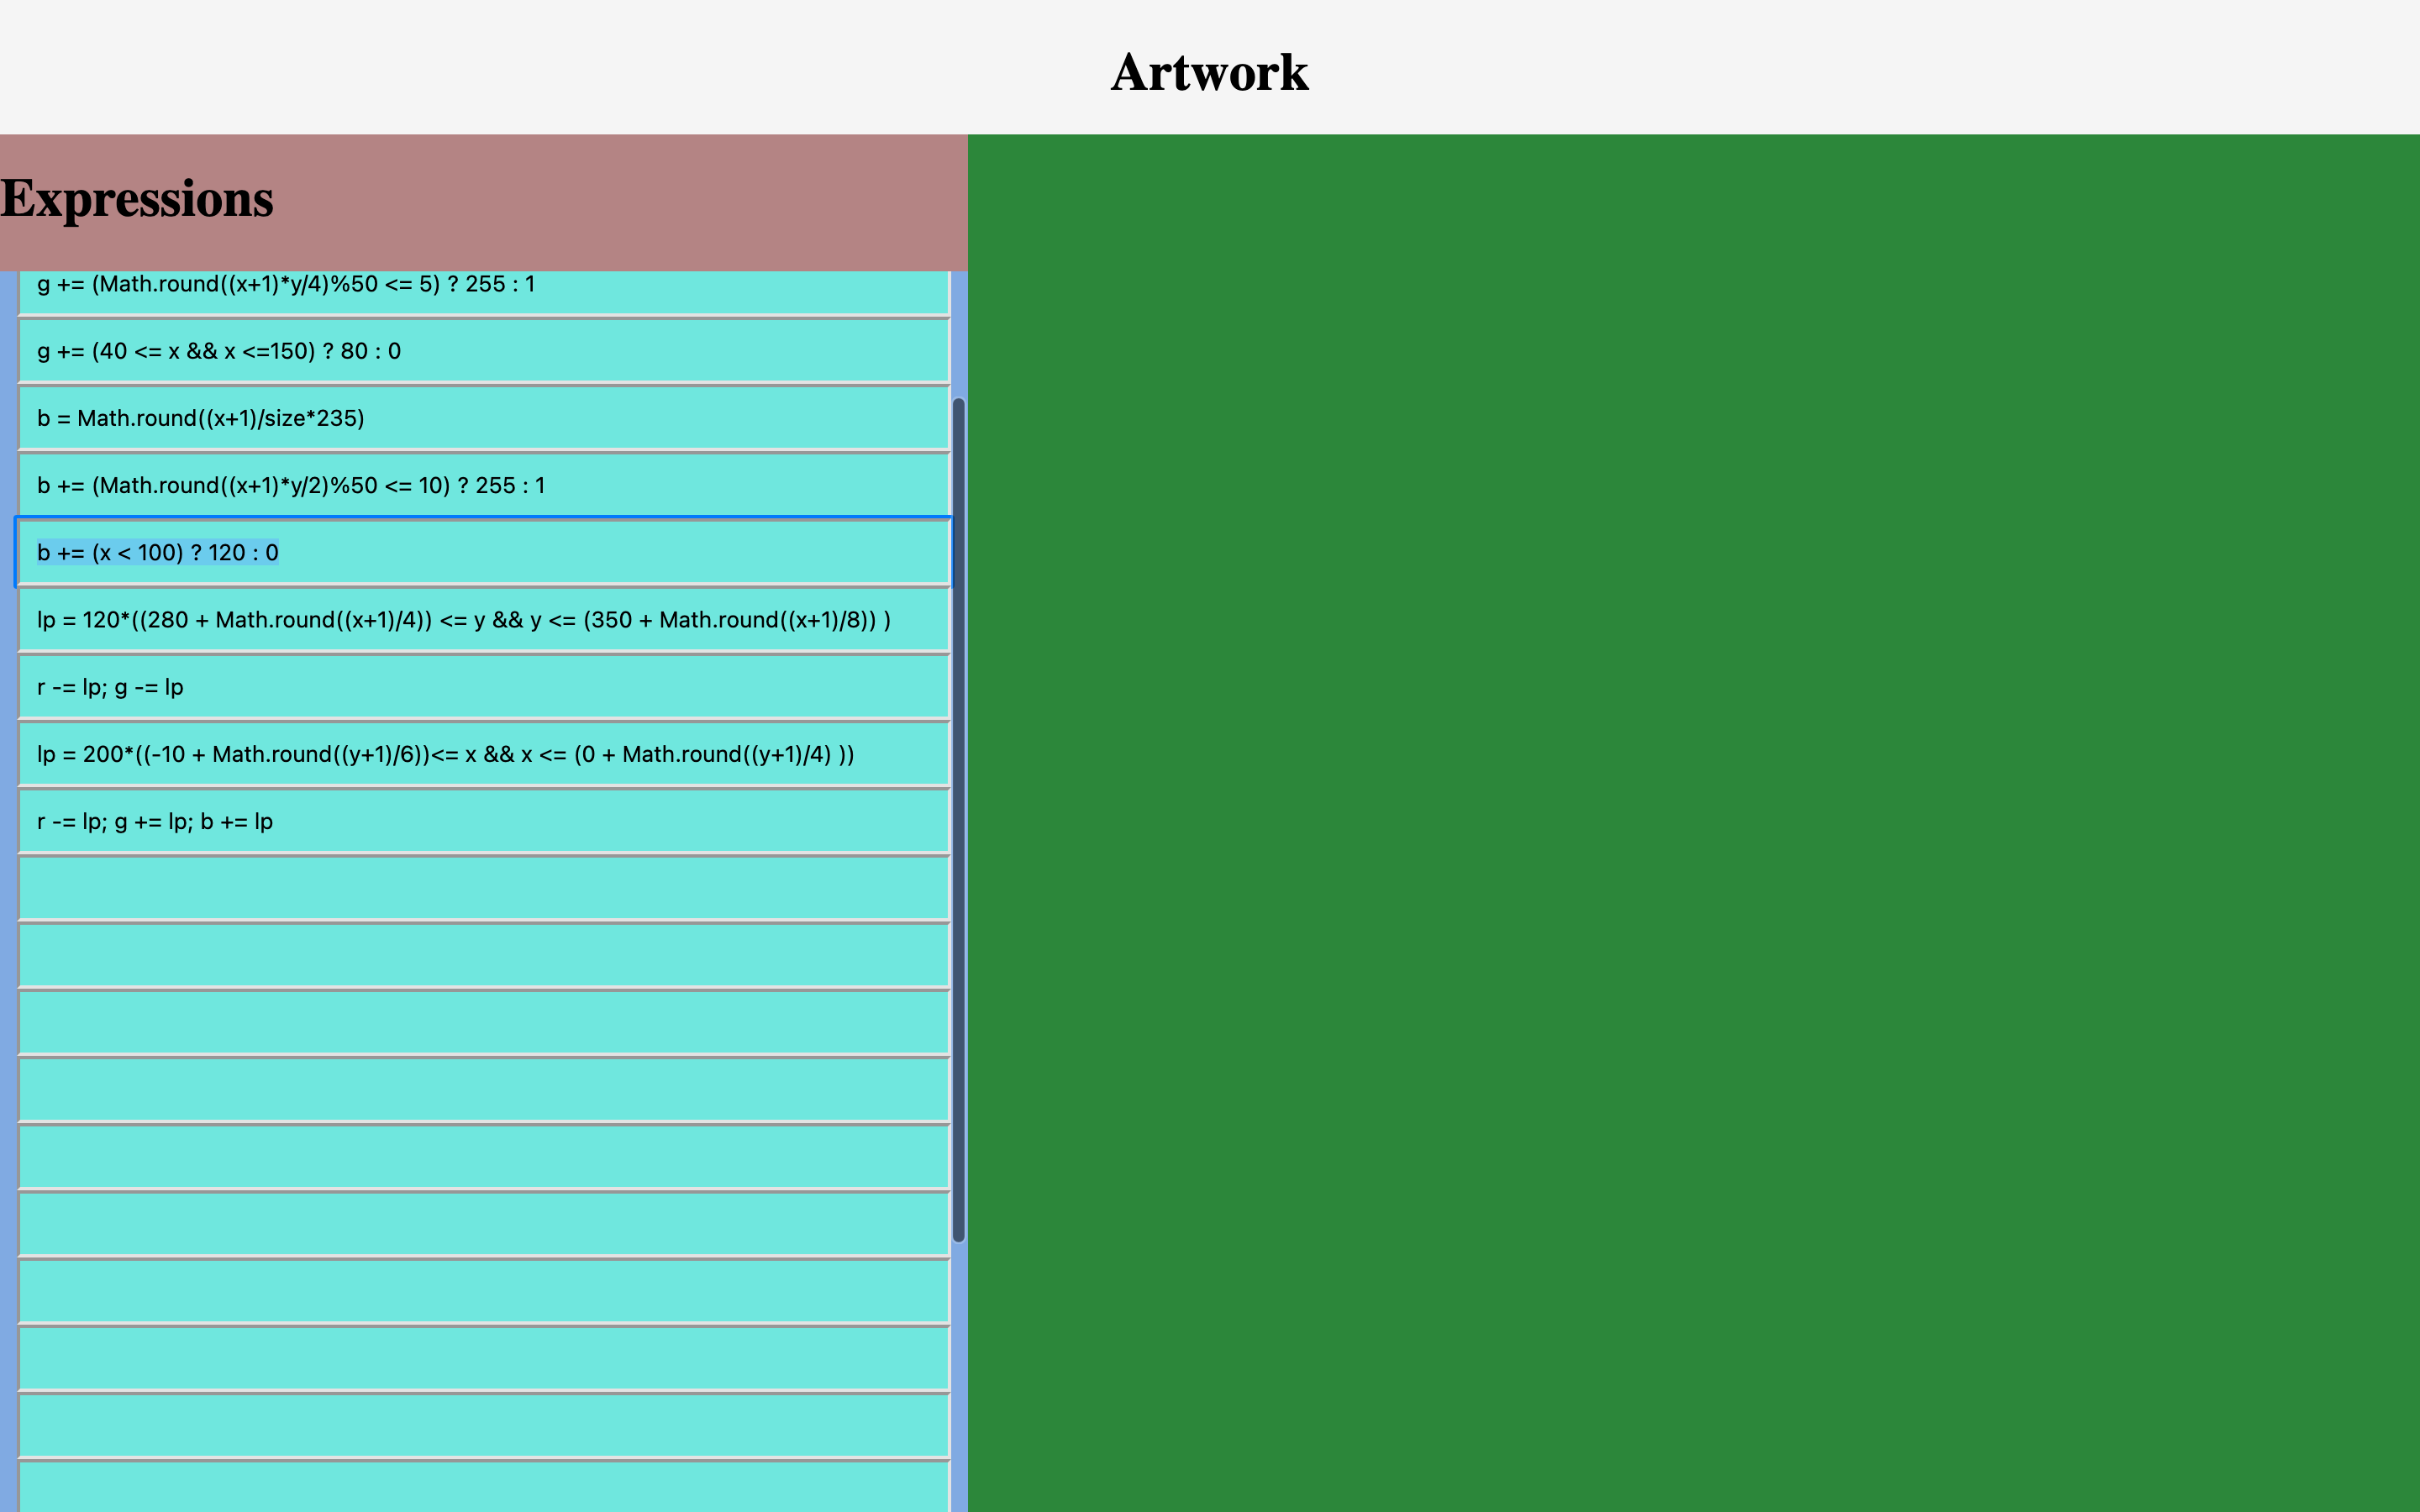 Artwork
Expressions
g += (Math.round((x+1)*y/4)%50 <= 5) ? 255 : 1
g += (40 <= x && x <=150) ? 80 : 0
b = Math.round((x+1)/size*235)
b += (Math.round((x+1)*y/2)%50 <= 10) ? 255 : 1
b += (x < 100) ? 120 : 0
lp = 120*((280 + Math.round((x+1)/4)) <= y && y <= (350 + Math.round((x+1)/8)) )
r -= lp; g -= lp
lp = 200*((-10 + Math.round((y+1)/6))<= x && x <= (0 + Math.round((y+1)/4) ))
r -= lp; g += lp; b += lp